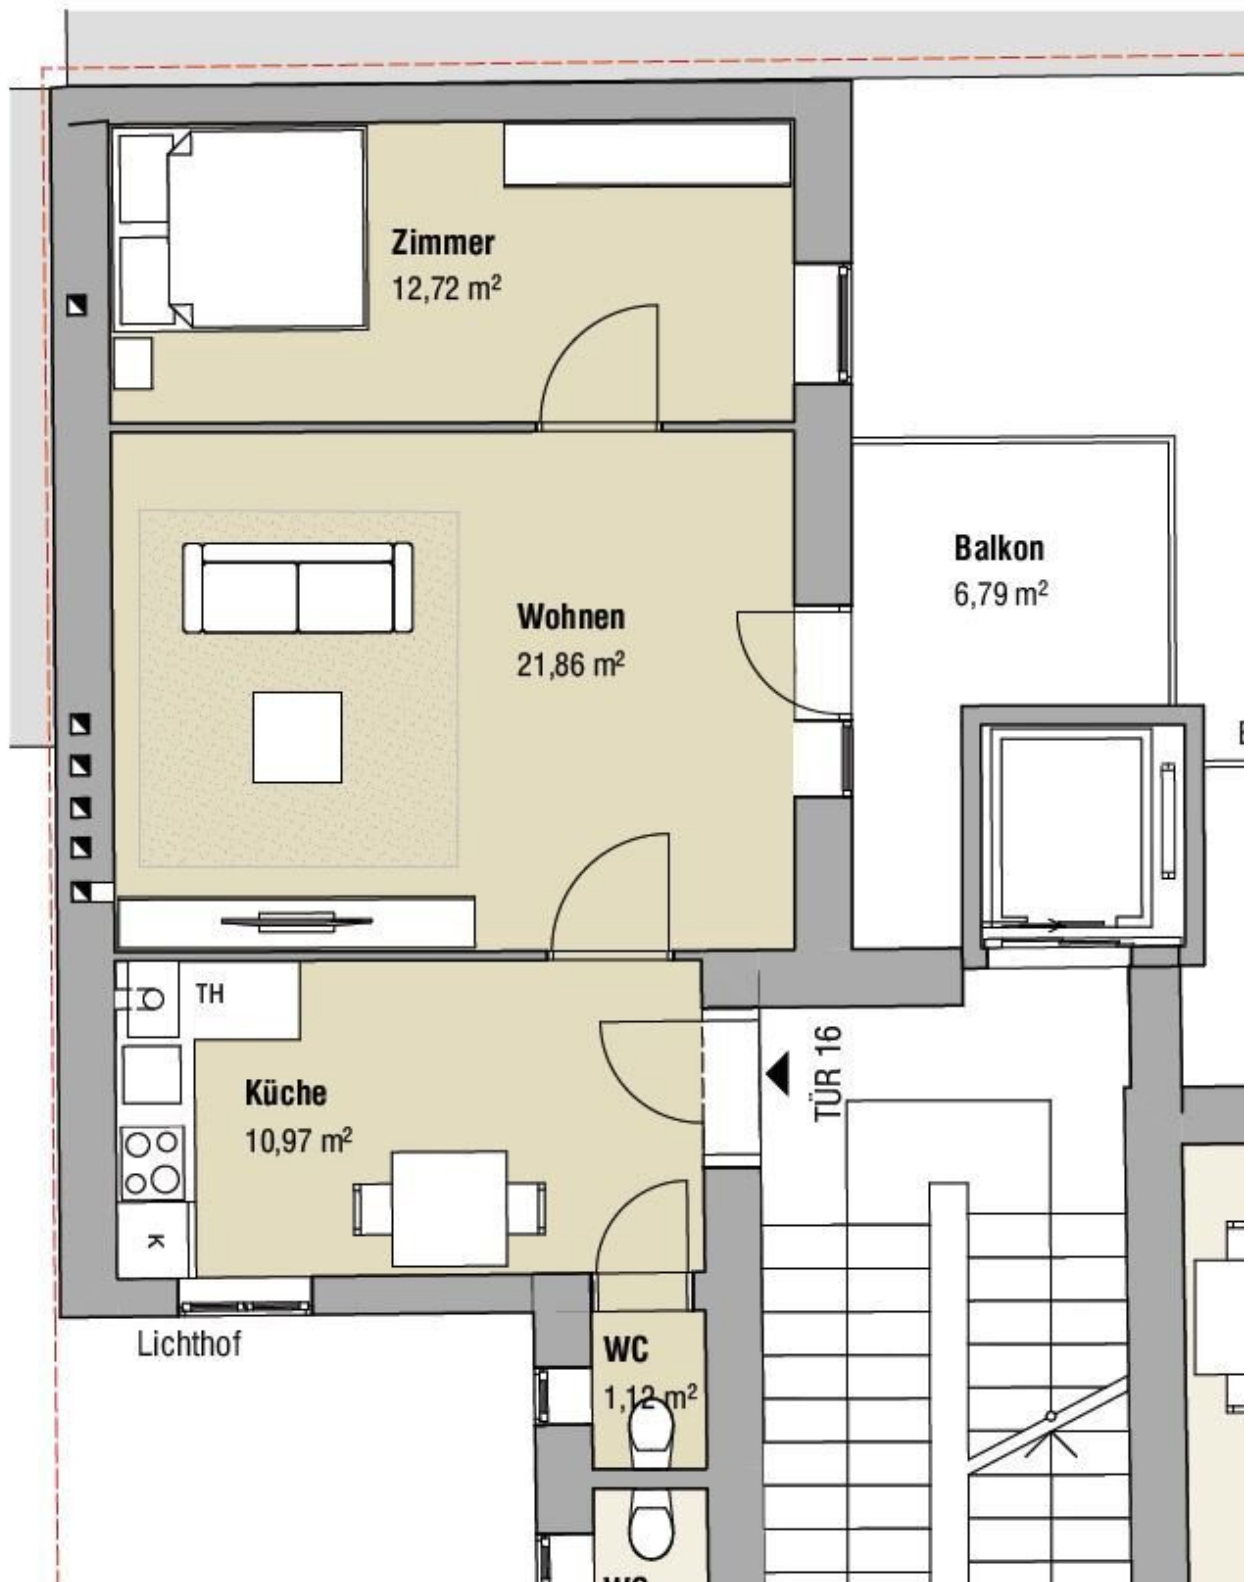 Zimmer
12,72 m²
Balkon
6,79 m²
Wohnen
21,86 m²
TH
TÜR 16
Küche
10,97 m²
K
Lichthof
WC
1,12 m²